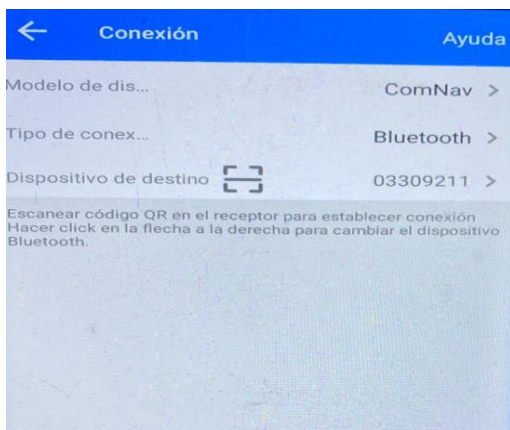 Conexión
Ayuda
Modelo de dis... ComNav >
Tipo de conex... Bluetooth >
Dispositivo de destino 03309211 >
Escanear código QR en el receptor para establecer conexión
Hacer click en la flecha a la derecha para cambiar el dispositivo
Bluetooth.